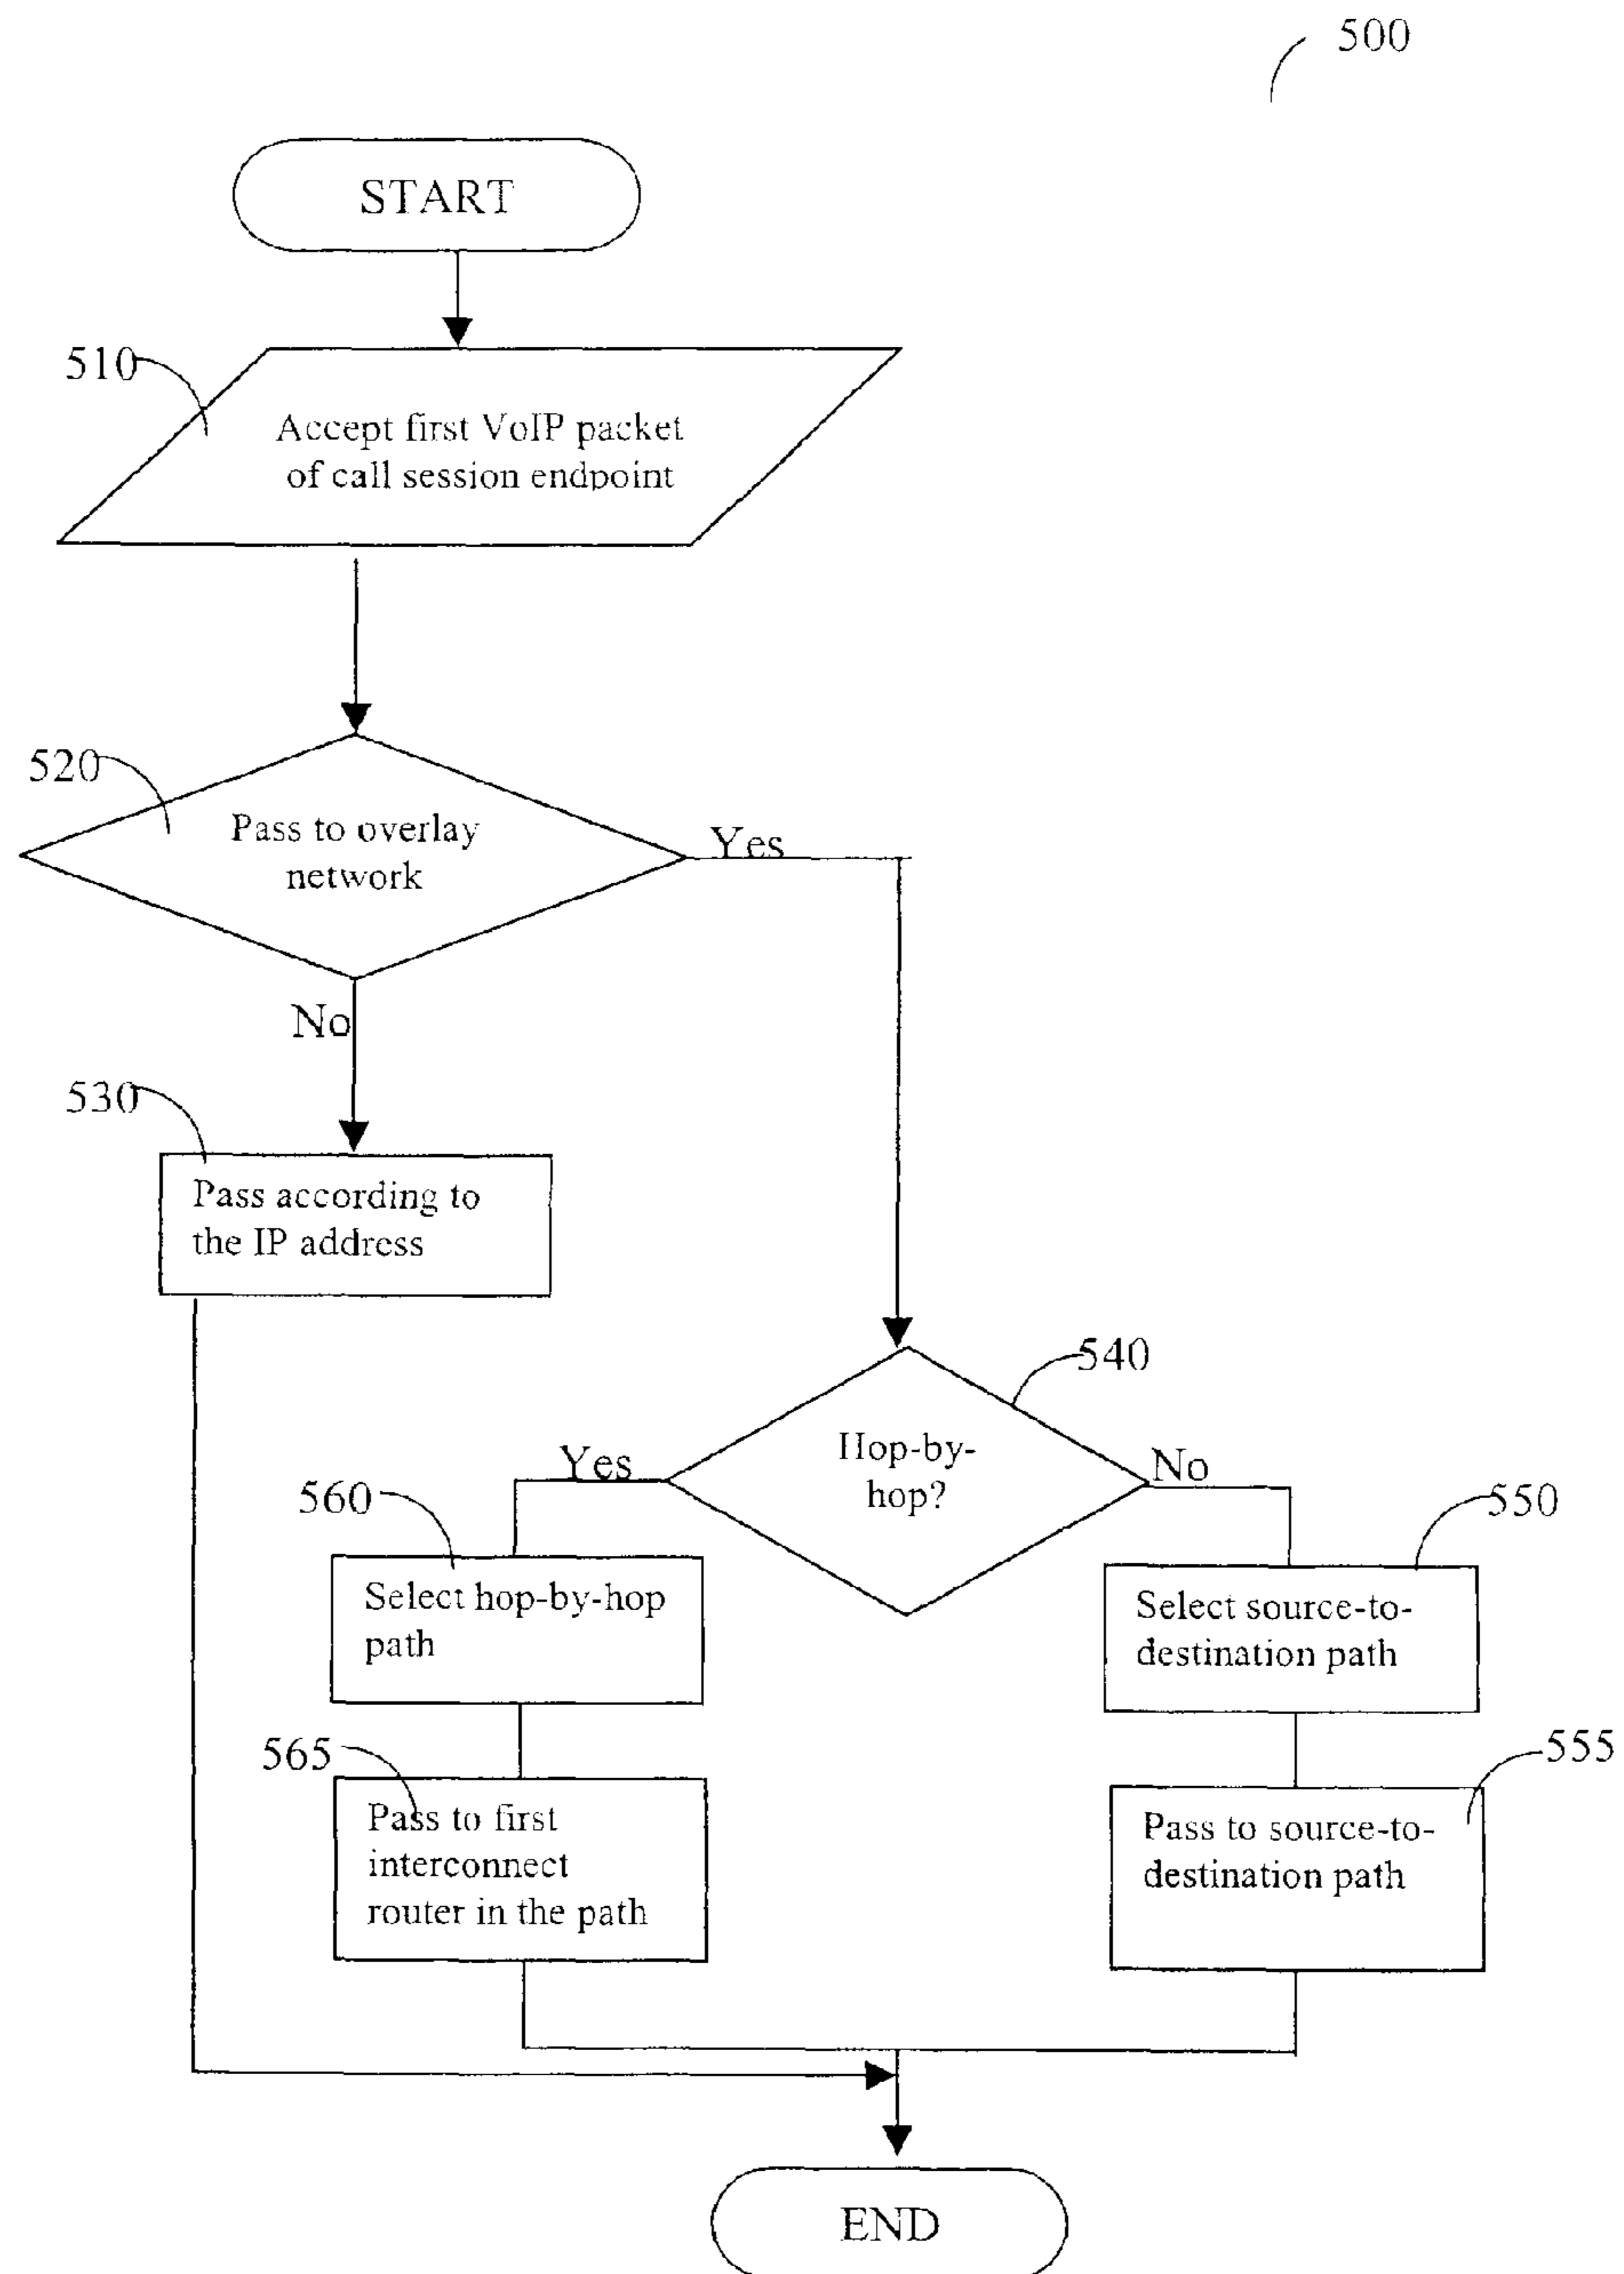 500
START
510
Accept first VoIP packet
of call session endpoint
520
Pass to overlay
network
Yes
No
530
Pass according to
the IP address
540
Hop-by-
hop?
Yes
No
560
550
Select hop-by-hop
path
Select source-to-
destination path
565
555
Pass to first
interconnect
router in the path
Pass to source-to-
destination path
END